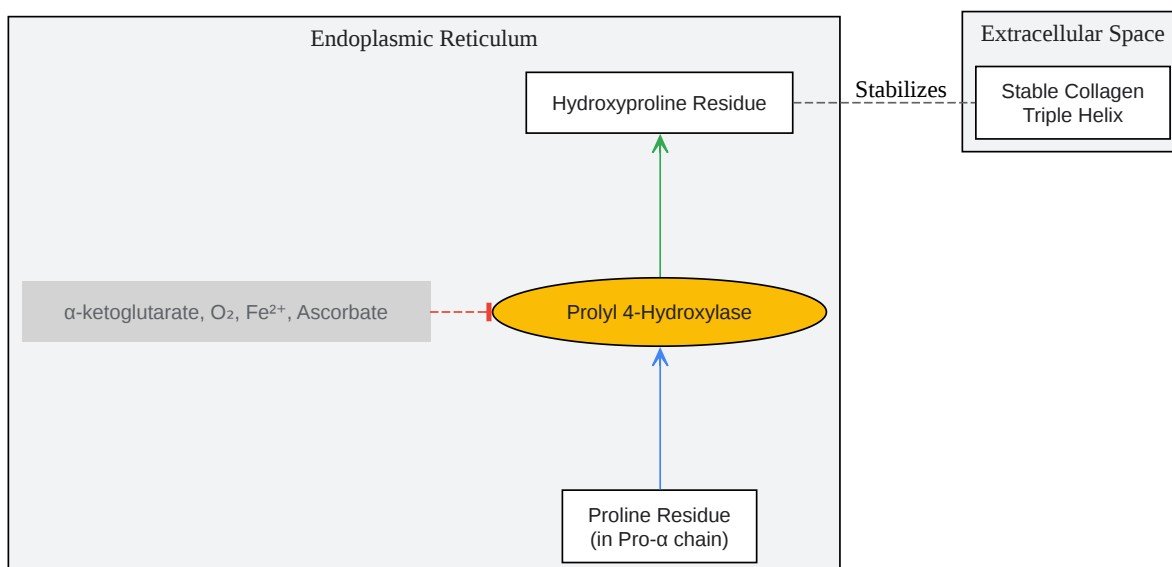 Endoplasmic Reticulum
Extracellular Space
Hydroxyproline Residue
Stabilizes
Stable Collagen
Triple Helix
α-ketoglutarate, O₂, Fe²⁺, Ascorbate
Prolyl 4-Hydroxylase
Proline Residue
(in Pro-α chain)